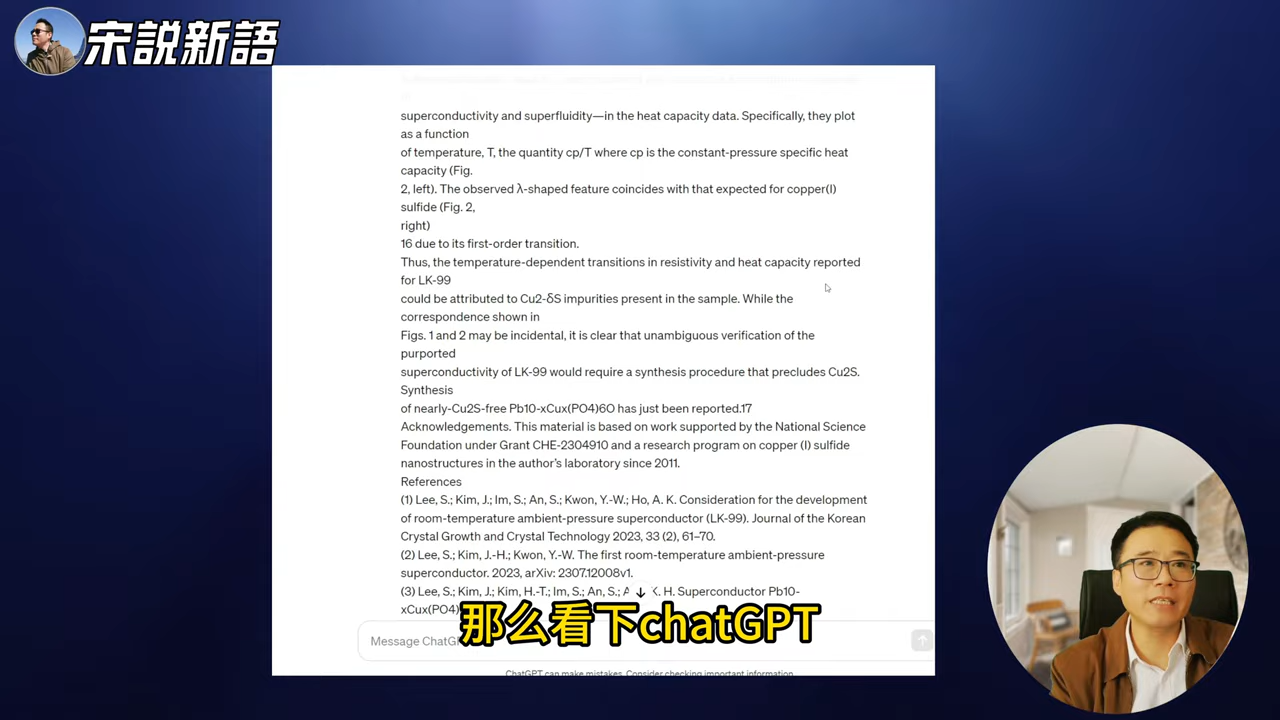 宋説新語
superconductivity and superfluidity—in the heat capacity data. Specifically, they plot
as a function
of temperature, T, the quantity cp/T where cp is the constant-pressure specific heat
capacity (Fig.
2, left). The observed λ-shaped feature coincides with that expected for copper(I)
sulfide (Fig. 2,
right)
16 due to its first-order transition.
Thus, the temperature-dependent transitions in resistivity and heat capacity reported
for LK-99
could be attributed to Cu2-δS impurities present in the sample. While the
correspondence shown in
Figs. 1 and 2 may be incidental, it is clear that unambiguous verification of the
purported
superconductivity of LK-99 would require a synthesis procedure that precludes Cu2S.
Synthesis
of nearly-Cu2S-free Pb10-xCux(PO4)6O has just been reported.17
Acknowledgements. This material is based on work supported by the National Science
Foundation under Grant CHE-2304910 and a research program on copper (I) sulfide
nanostructures in the author's laboratory since 2011.
References
(1) Lee, S.; Kim, J.; Im, S.; An, S.; Kwon, Y.-W.; Ho, A. K. Consideration for the development
of room-temperature ambient-pressure superconductor (LK-99). Journal of the Korean
Crystal Growth and Crystal Technology 2023, 33 (2), 61–70.
(2) Lee, S.; Kim, J.-H.; Kwon, Y.-W. The first room-temperature ambient-pressure
superconductor. 2023, arXiv: 2307.12008v1.
(3) Lee, S.; Kim, J.; Kim, H.-T.; Im, S.; An, S.; K. H. Superconductor Pb10-
xCux(PO4)
那么看下chatGPT
Message ChatG
ChatGPT can make mistakes. Consider checking important information.